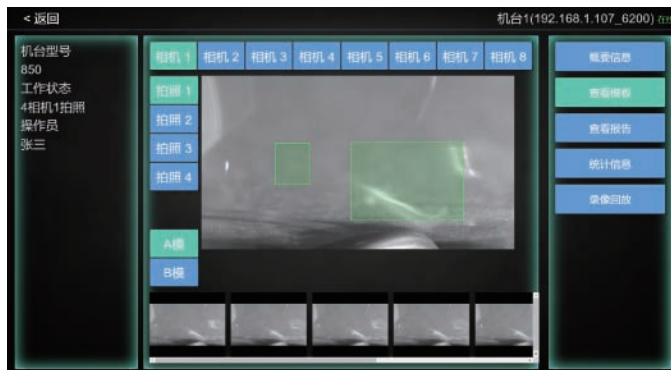 < 返回
机台1(192.168.1.107_6200)
机台型号
850
工作状态
4相机1拍照
操作员
张三
相机 1 相机 2 相机 3 相机 4 相机 5 相机 6 相机 7 相机 8
拍照 1
拍照 2
拍照 3
拍照 4
A模
B模
概要信息
查看模板
查看报告
统计信息
录像回放